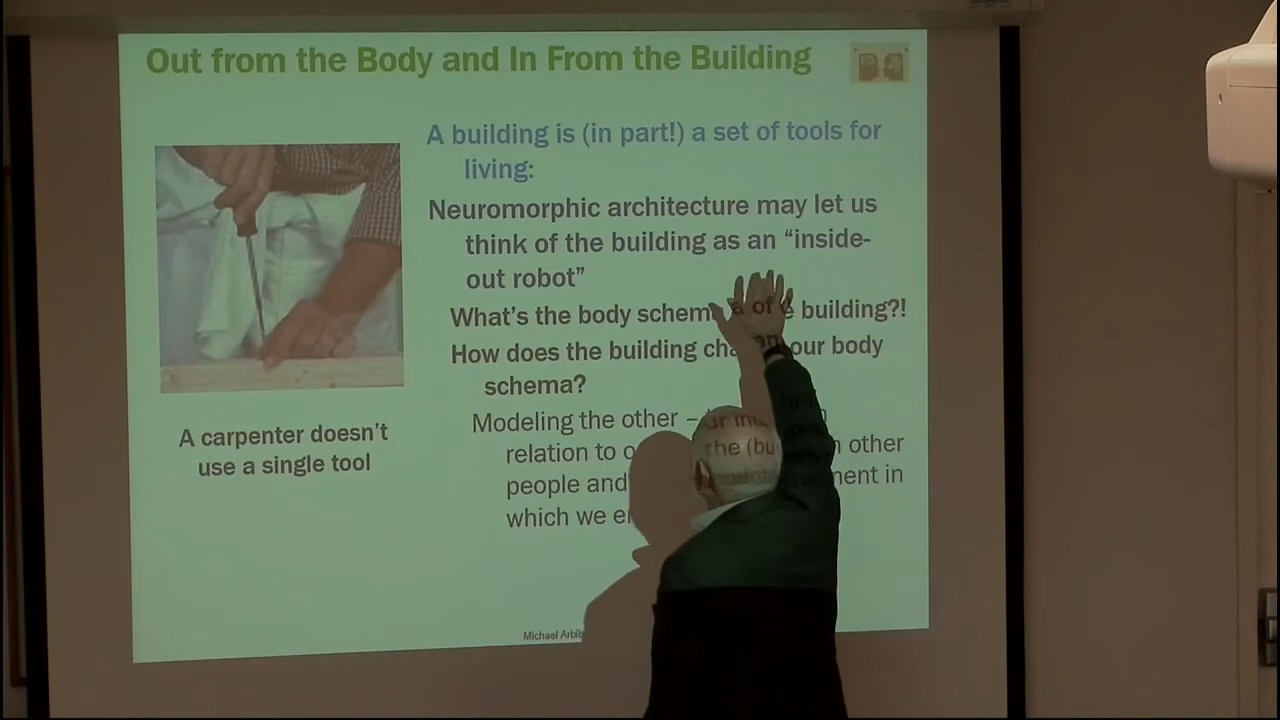 Out from the Body and In From the Building
A building is (in part!) a set of tools for
living:
Neuromorphic architecture may let us
think of the building as an “inside-
out robot”
What's the body schema of building?!
How does the building our body
schema?
Modeling the other –
relation to the other
people and in
which we
A carpenter doesn't
use a single tool
Michael